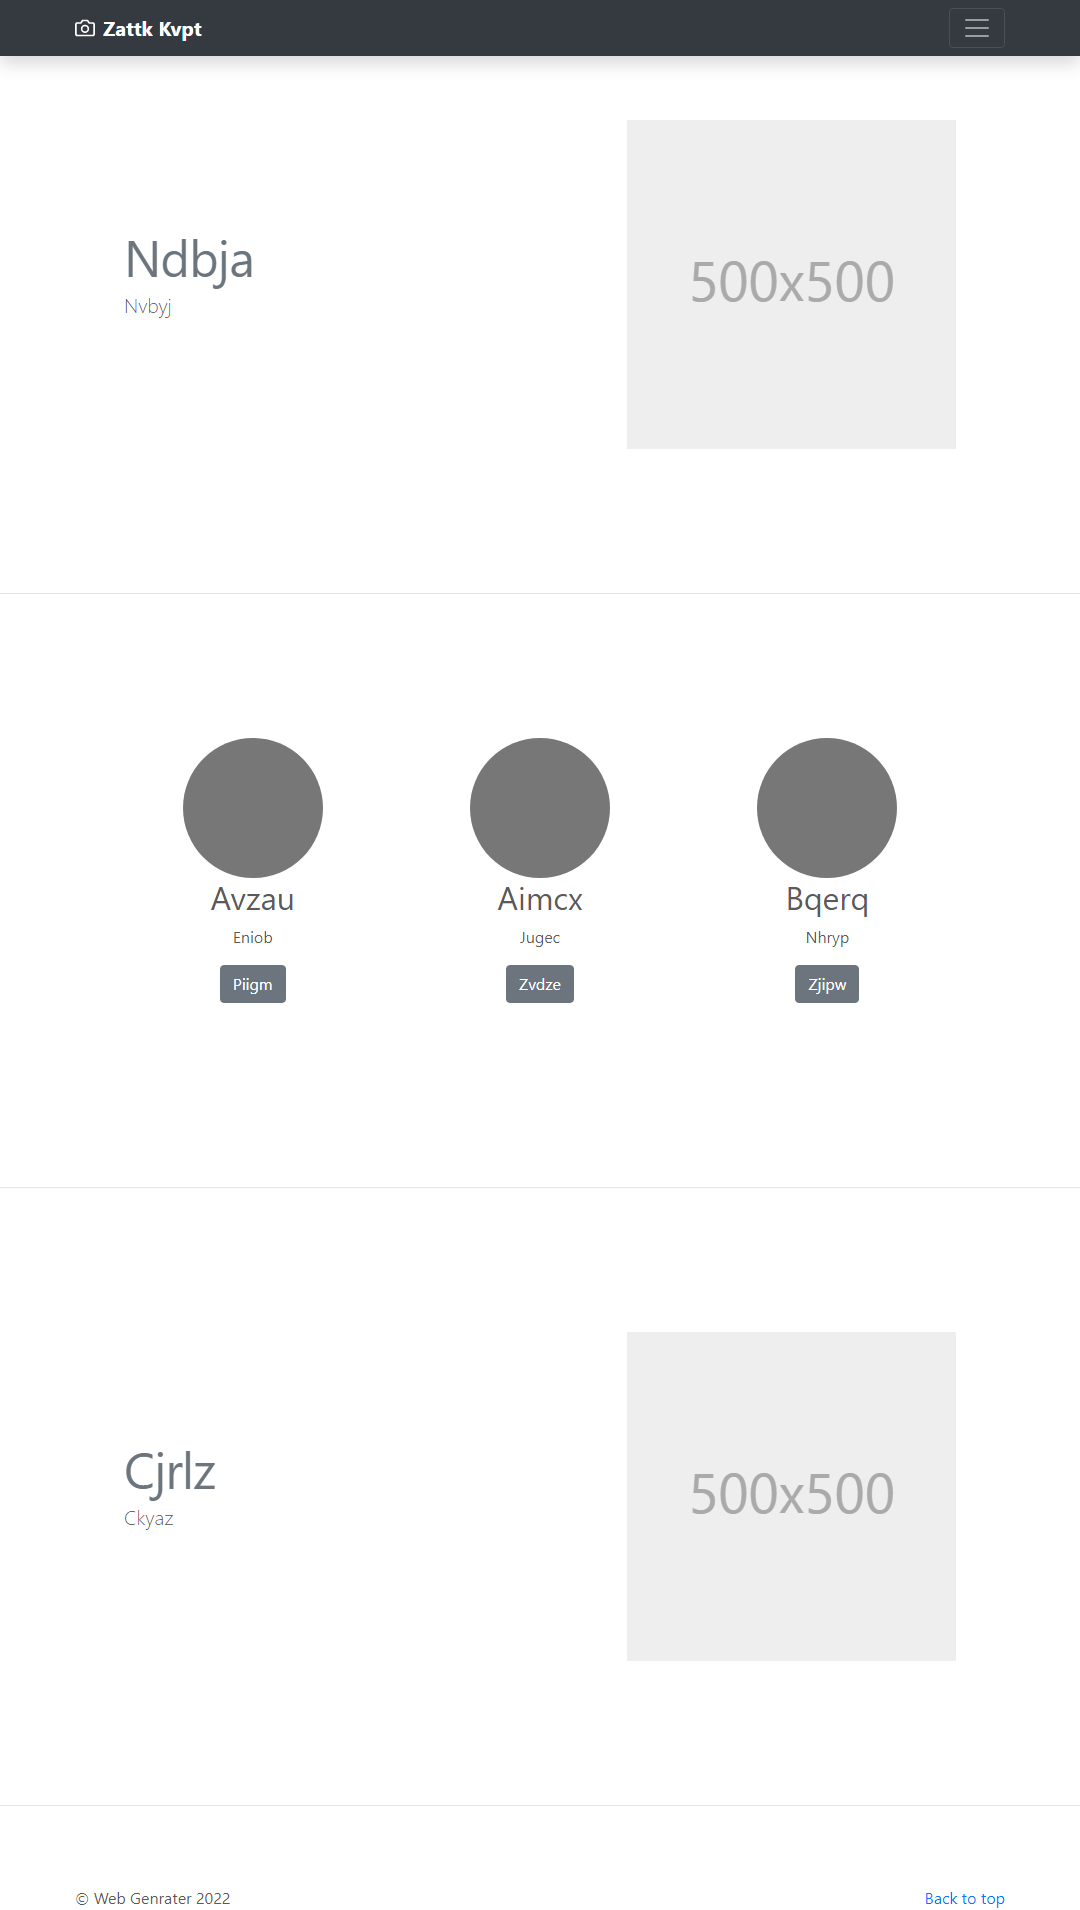 Zattk Kvpt
Ndbja
Nvbyj
500x500
Avzau
Eniob
Piigm
Aimcx
Jugec
Zvdze
Bqerq
Nhryp
Zjipw
Cjrlz
Ckyaz
500x500
© Web Genrater 2022
Back to top